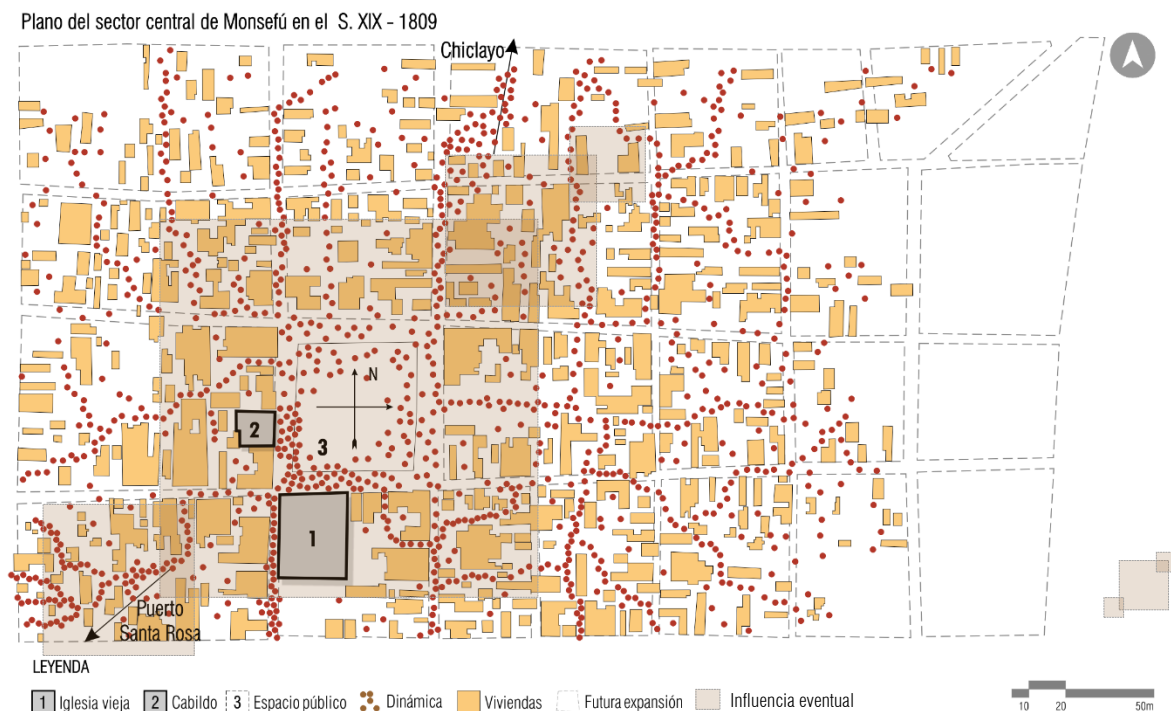 Plano del sector central de Monsefú en el S. XIX - 1809
Chiclayo
N
2
3
1
Puerto
Santa Rosa
LEYENDA
1 Iglesia vieja 2 Cabildo 3 Espacio público Dinámica Viviendas Futura expansión Influencia eventual
10 20 50m